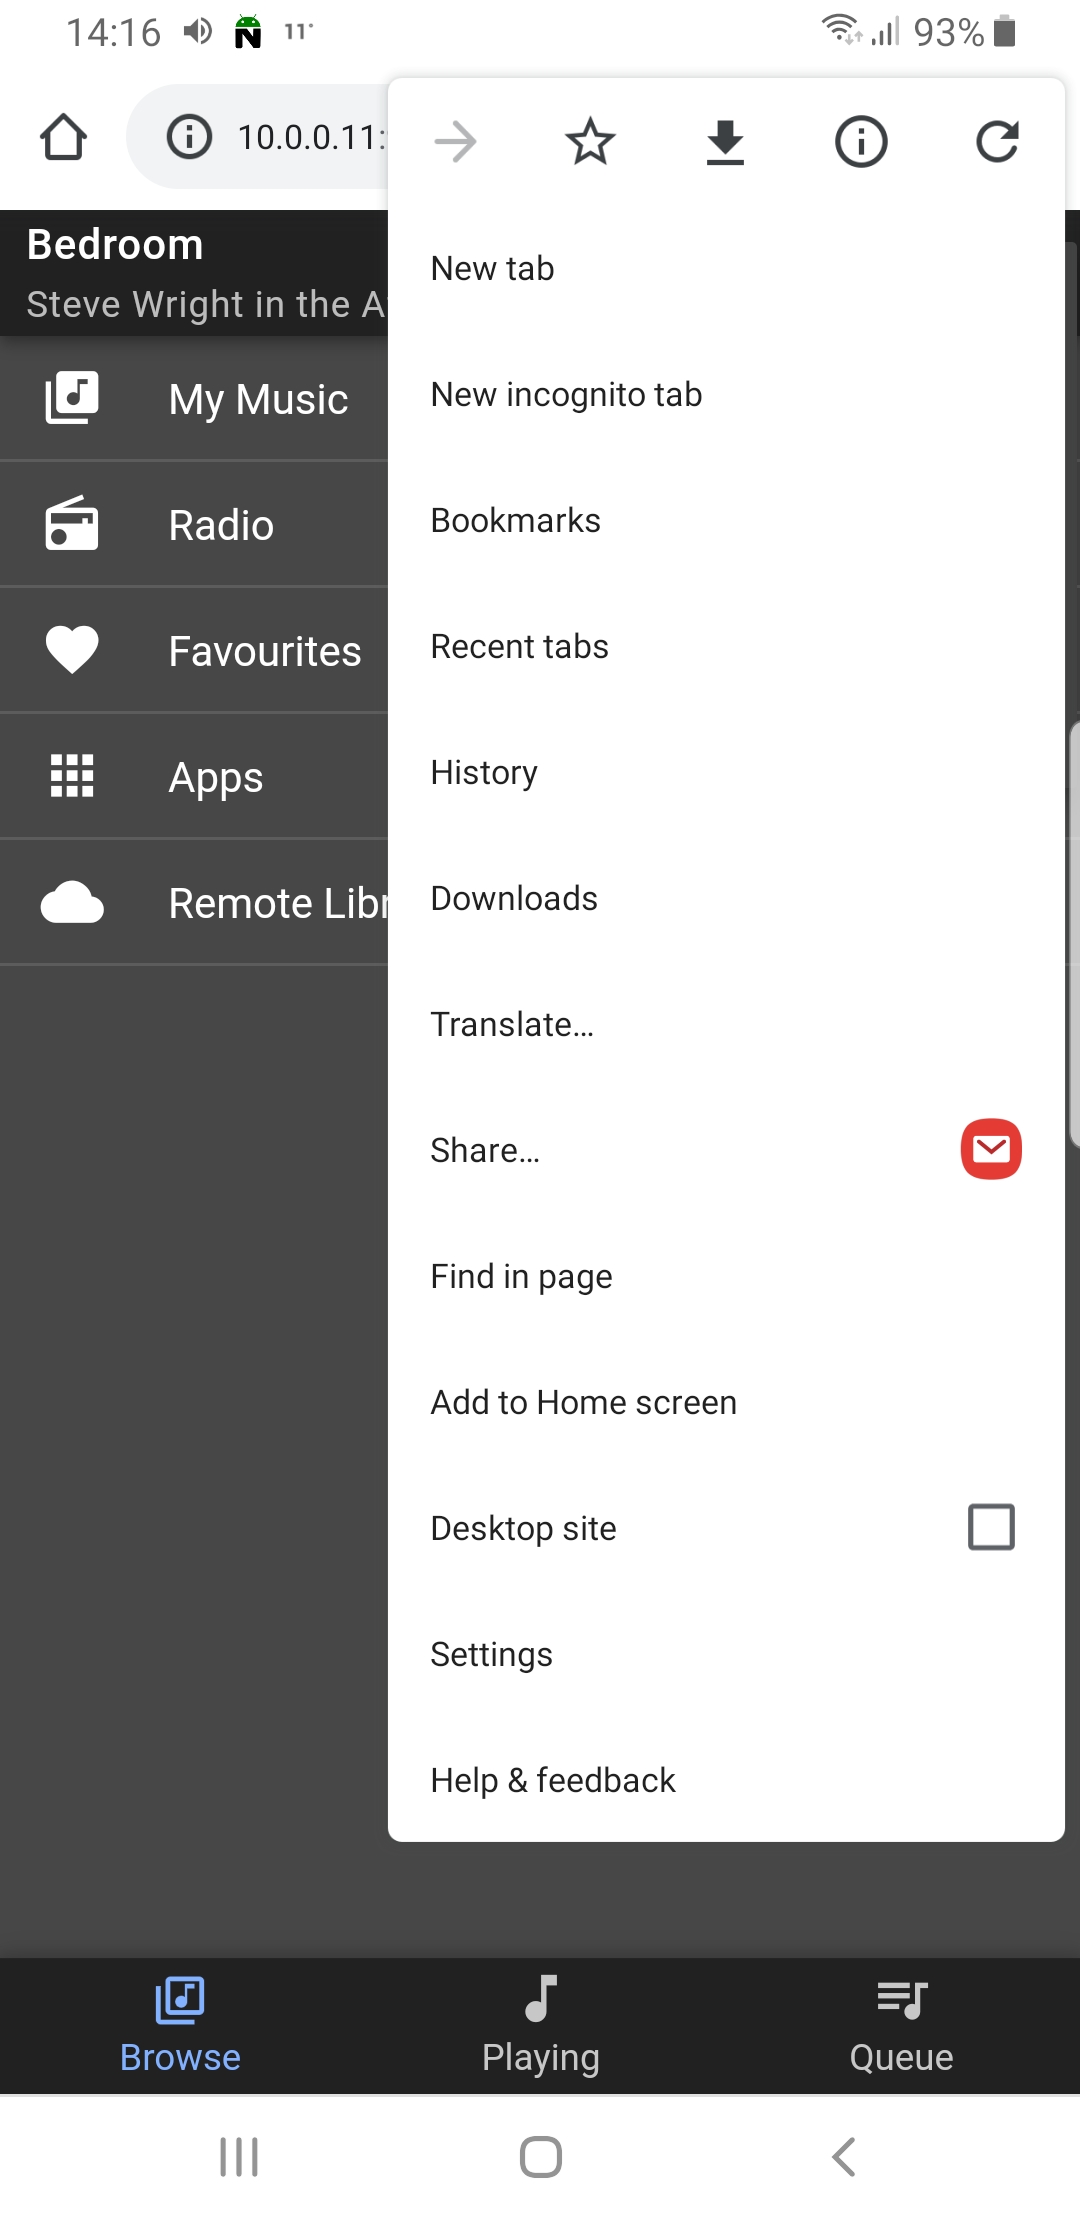 14:16 11° 93%
10.0.0.11:
Bedroom
Steve Wright in the A
My Music
Radio
Favourites
Apps
Remote Libr
New tab
New incognito tab
Bookmarks
Recent tabs
History
Downloads
Translate...
Share...
Find in page
Add to Home screen
Desktop site
Settings
Help & feedback
Browse Playing Queue